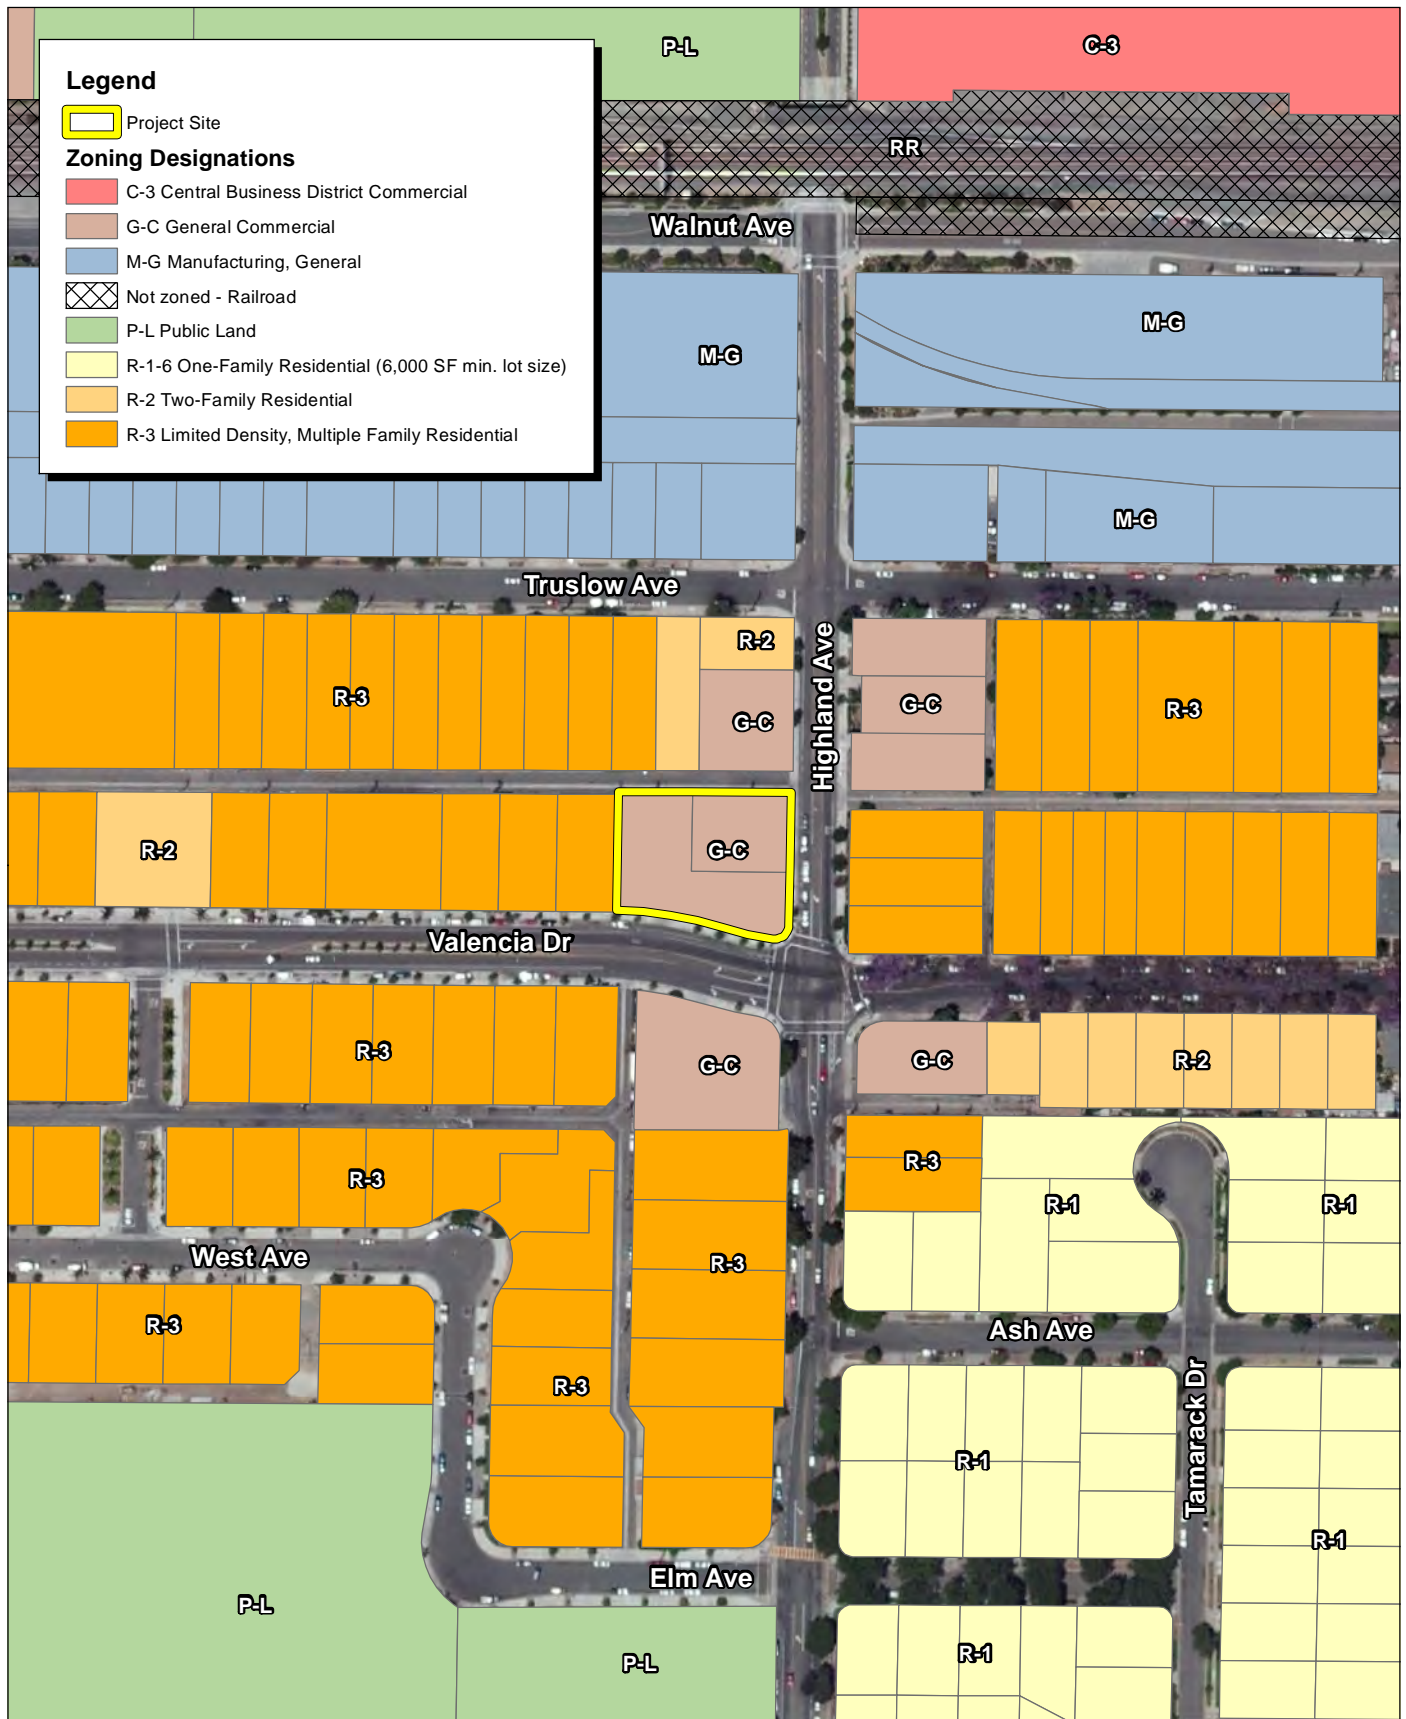 P-L
C-3
Legend
Project Site
Zoning Designations
C-3 Central Business District Commercial
G-C General Commercial
M-G Manufacturing, General
Not zoned - Railroad
P-L Public Land
R-1-6 One-Family Residential (6,000 SF min. lot size)
R-2 Two-Family Residential
R-3 Limited Density, Multiple Family Residential
RR
Walnut Ave
M-G
M-G
M-G
Truslow Ave
Highland Ave
R-2
R-3
G-C
G-C
R-3
R-2
G-C
Valencia Dr
R-3
G-C
G-C
R-2
R-3
R-3
R-1
R-1
West Ave
R-3
R-3
Ash Ave
R-3
Tamarack Dr
R-1
R-1
Elm Ave
P-L
P-L
R-1